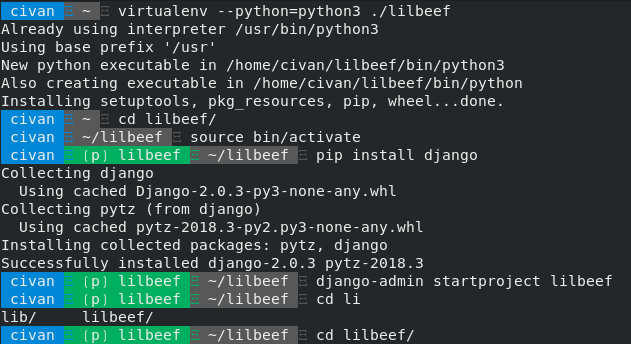 civan Ξ ~ Ξ virtualenv --python=python3 ./lilbeef
Already using interpreter /usr/bin/python3
Using base prefix '/usr'
New python executable in /home/civan/lilbeef/bin/python3
Also creating executable in /home/civan/lilbeef/bin/python
Installing setuptools, pkg_resources, pip, wheel...done.
civan Ξ ~ Ξ cd lilbeef/
civan Ξ ~/lilbeef Ξ source bin/activate
civan Ξ (p) lilbeef Ξ ~/lilbeef Ξ pip install django
Collecting django
  Using cached Django-2.0.3-py3-none-any.whl
Collecting pytz (from django)
  Using cached pytz-2018.3-py2.py3-none-any.whl
Installing collected packages: pytz, django
Successfully installed django-2.0.3 pytz-2018.3
civan Ξ (p) lilbeef Ξ ~/lilbeef Ξ django-admin startproject lilbeef
civan Ξ (p) lilbeef Ξ ~/lilbeef Ξ cd li
lib/     lilbeef/
civan Ξ (p) lilbeef Ξ ~/lilbeef Ξ cd lilbeef/